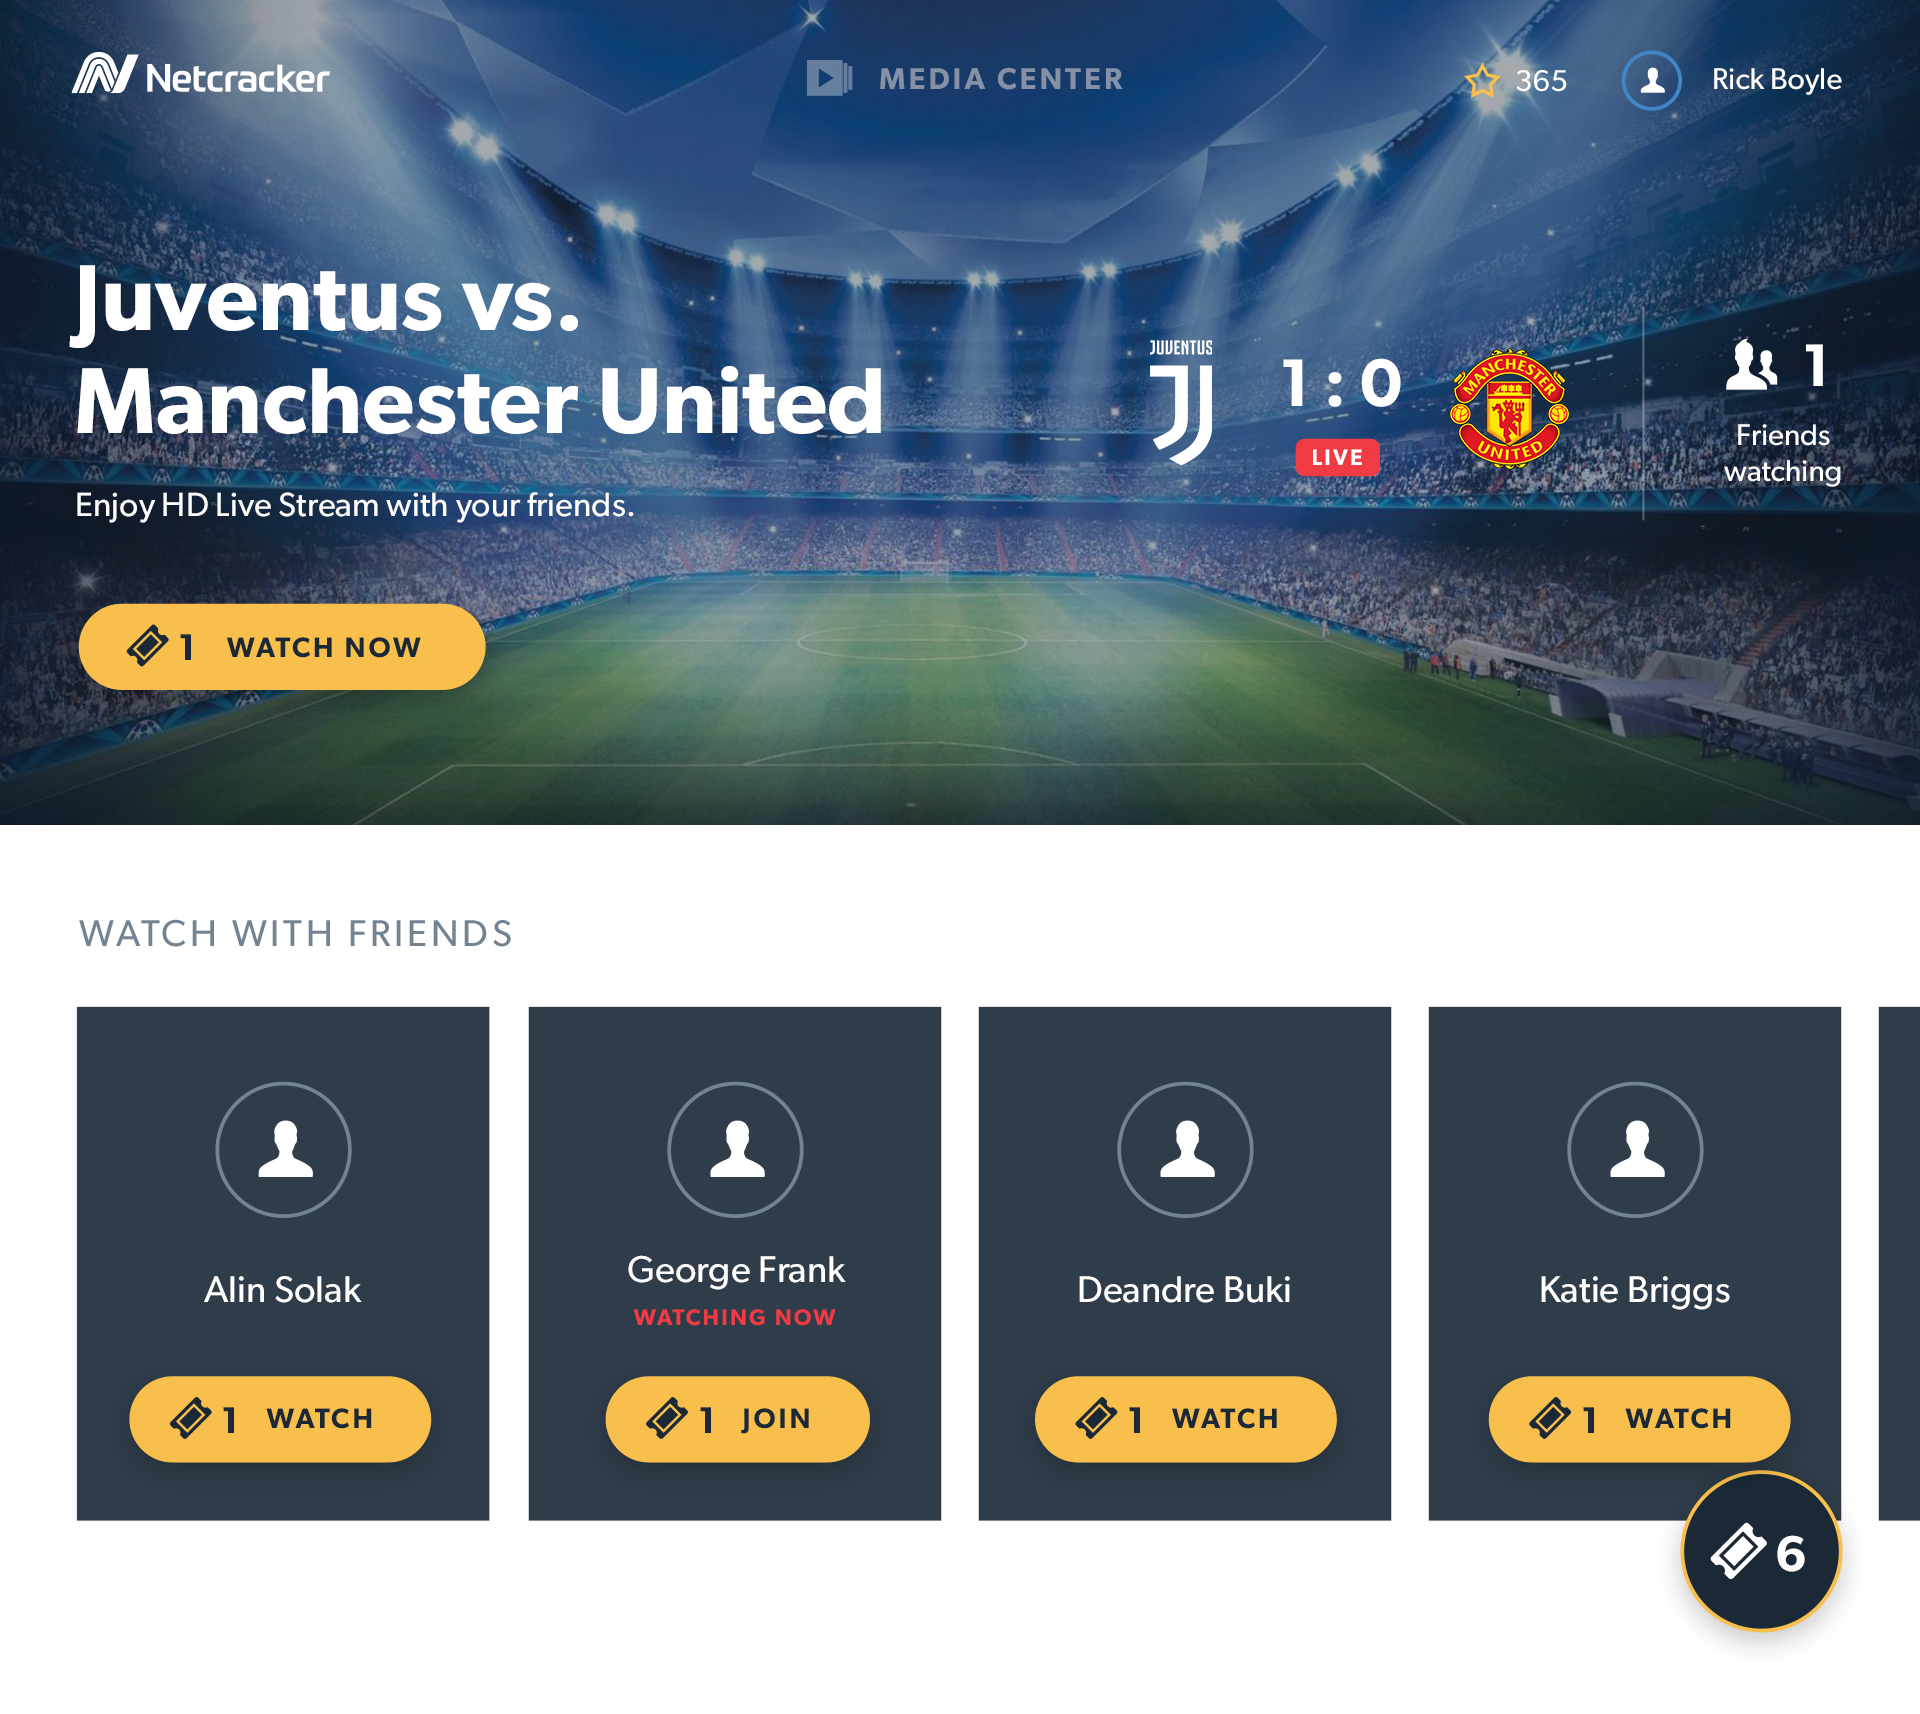 Netcracker
MEDIA CENTER
365
Rick Boyle
Juventus vs.
Manchester United
Enjoy HD Live Stream with your friends.
1 WATCH NOW
JUVENTUS
1 : 0
LIVE
MANCHESTER
UNITED
1
Friends
watching
WATCH WITH FRIENDS
Alin Solak
1 WATCH
George Frank
WATCHING NOW
1 JOIN
Deandre Buki
1 WATCH
Katie Briggs
1 WATCH
6